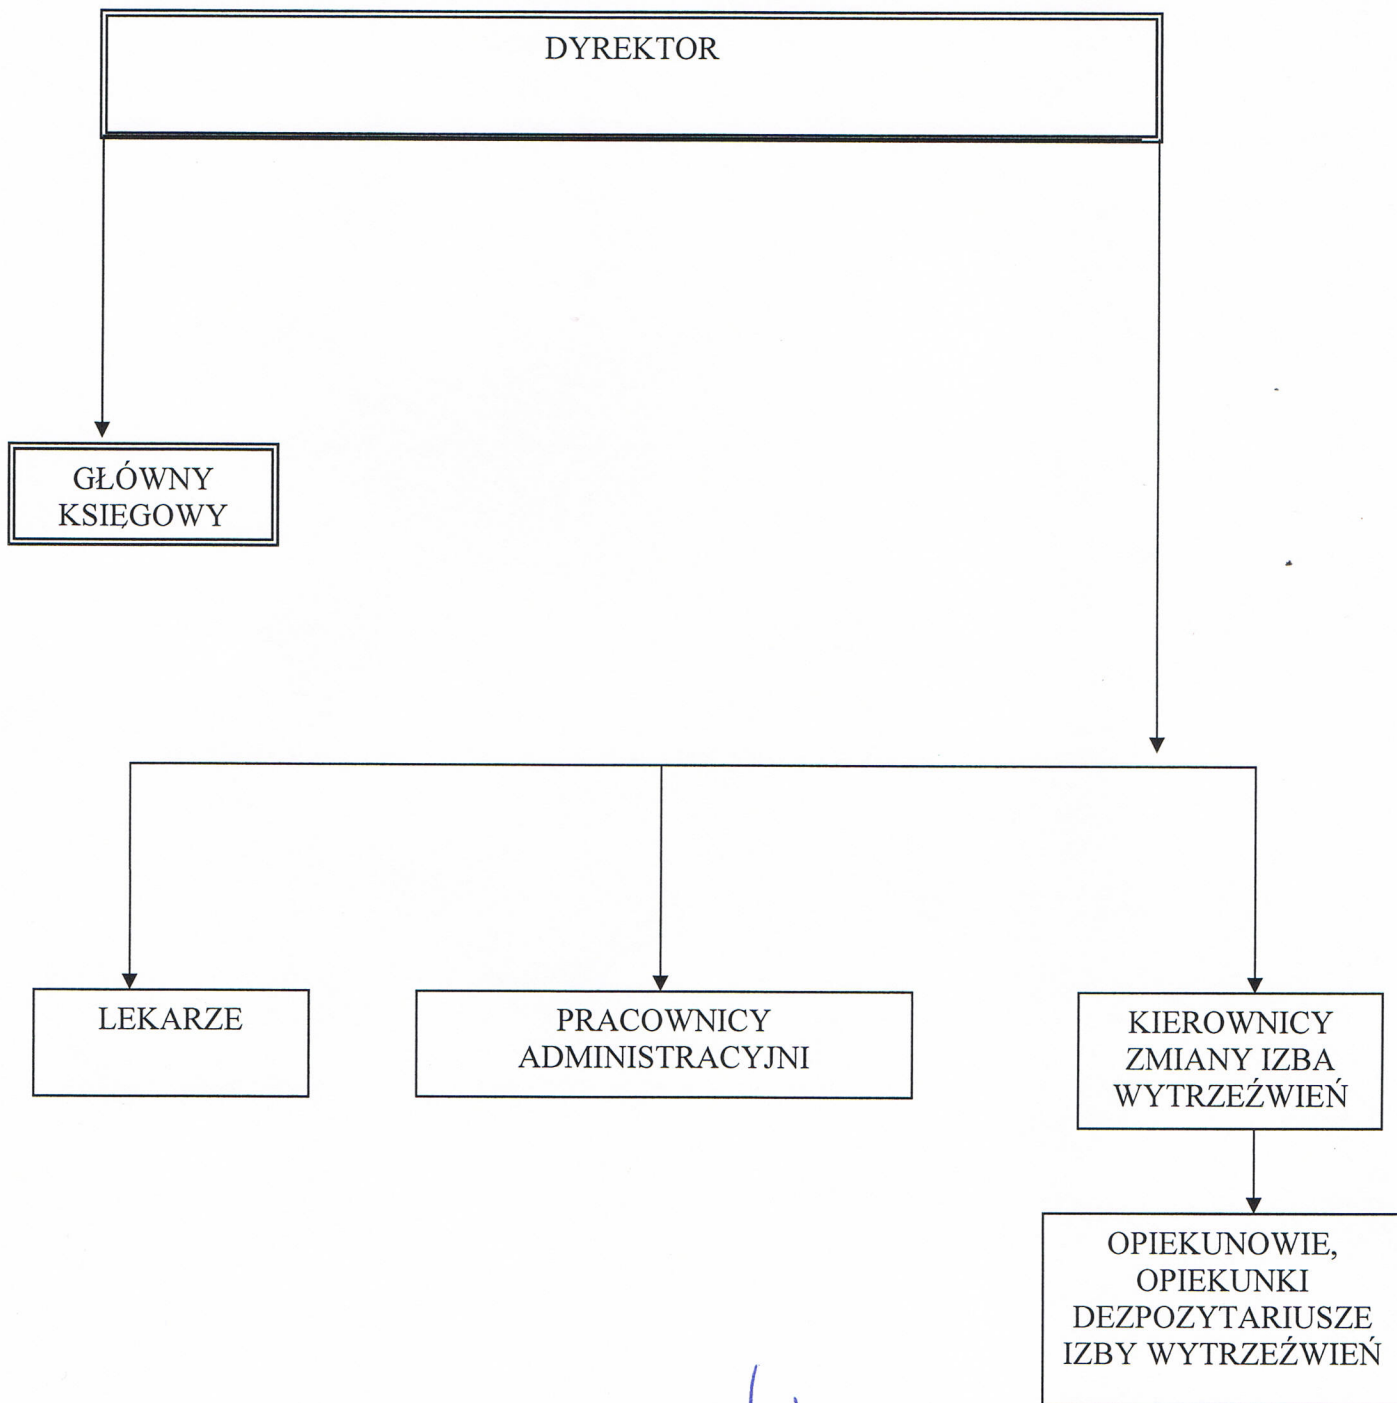 DYREKTOR
GŁÓWNY
KSIĘGOWY
LEKARZE
PRACOWNICY
ADMINISTRACYJNI
KIEROWNICY
ZMIANY IZBA
WYTRZEŹWIEŃ
OPIEKUNOWIE,
OPIEKUNKI
DEZPOZYTARIUSZE
IZBY WYTRZEŹWIEŃ